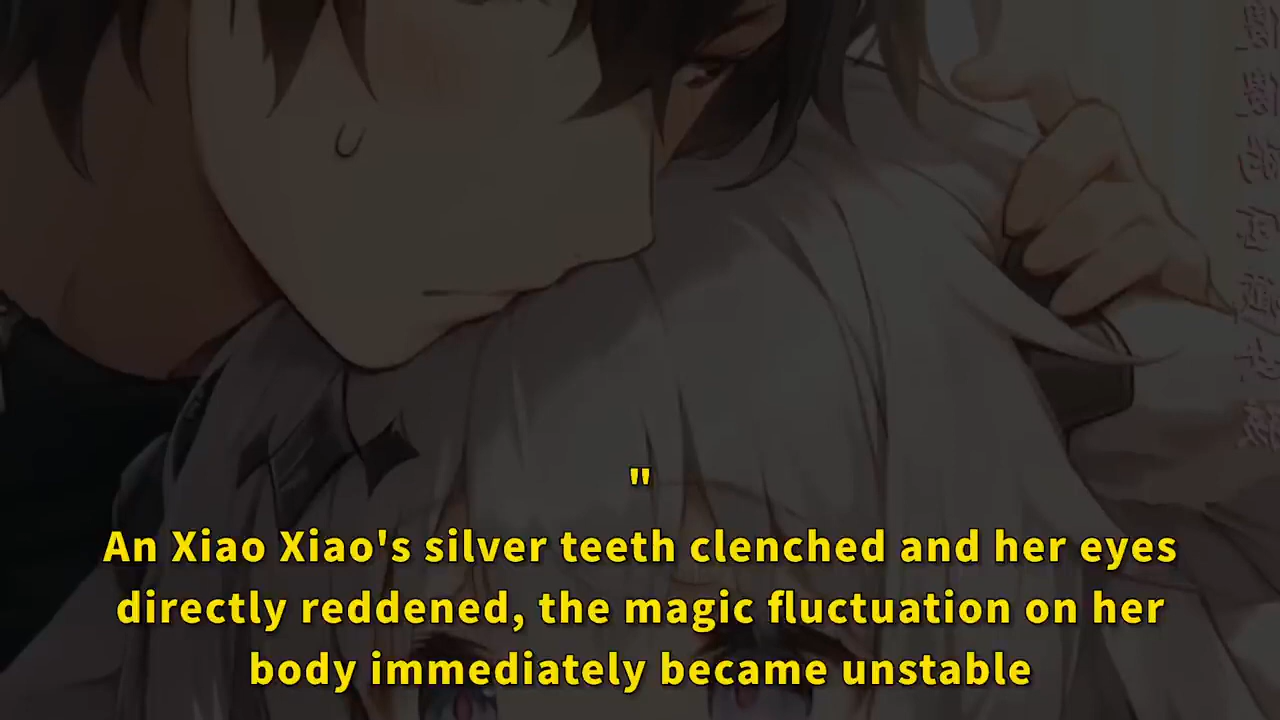 "
An Xiao Xiao's silver teeth clenched and her eyes
directly reddened, the magic fluctuation on her
body immediately became unstable